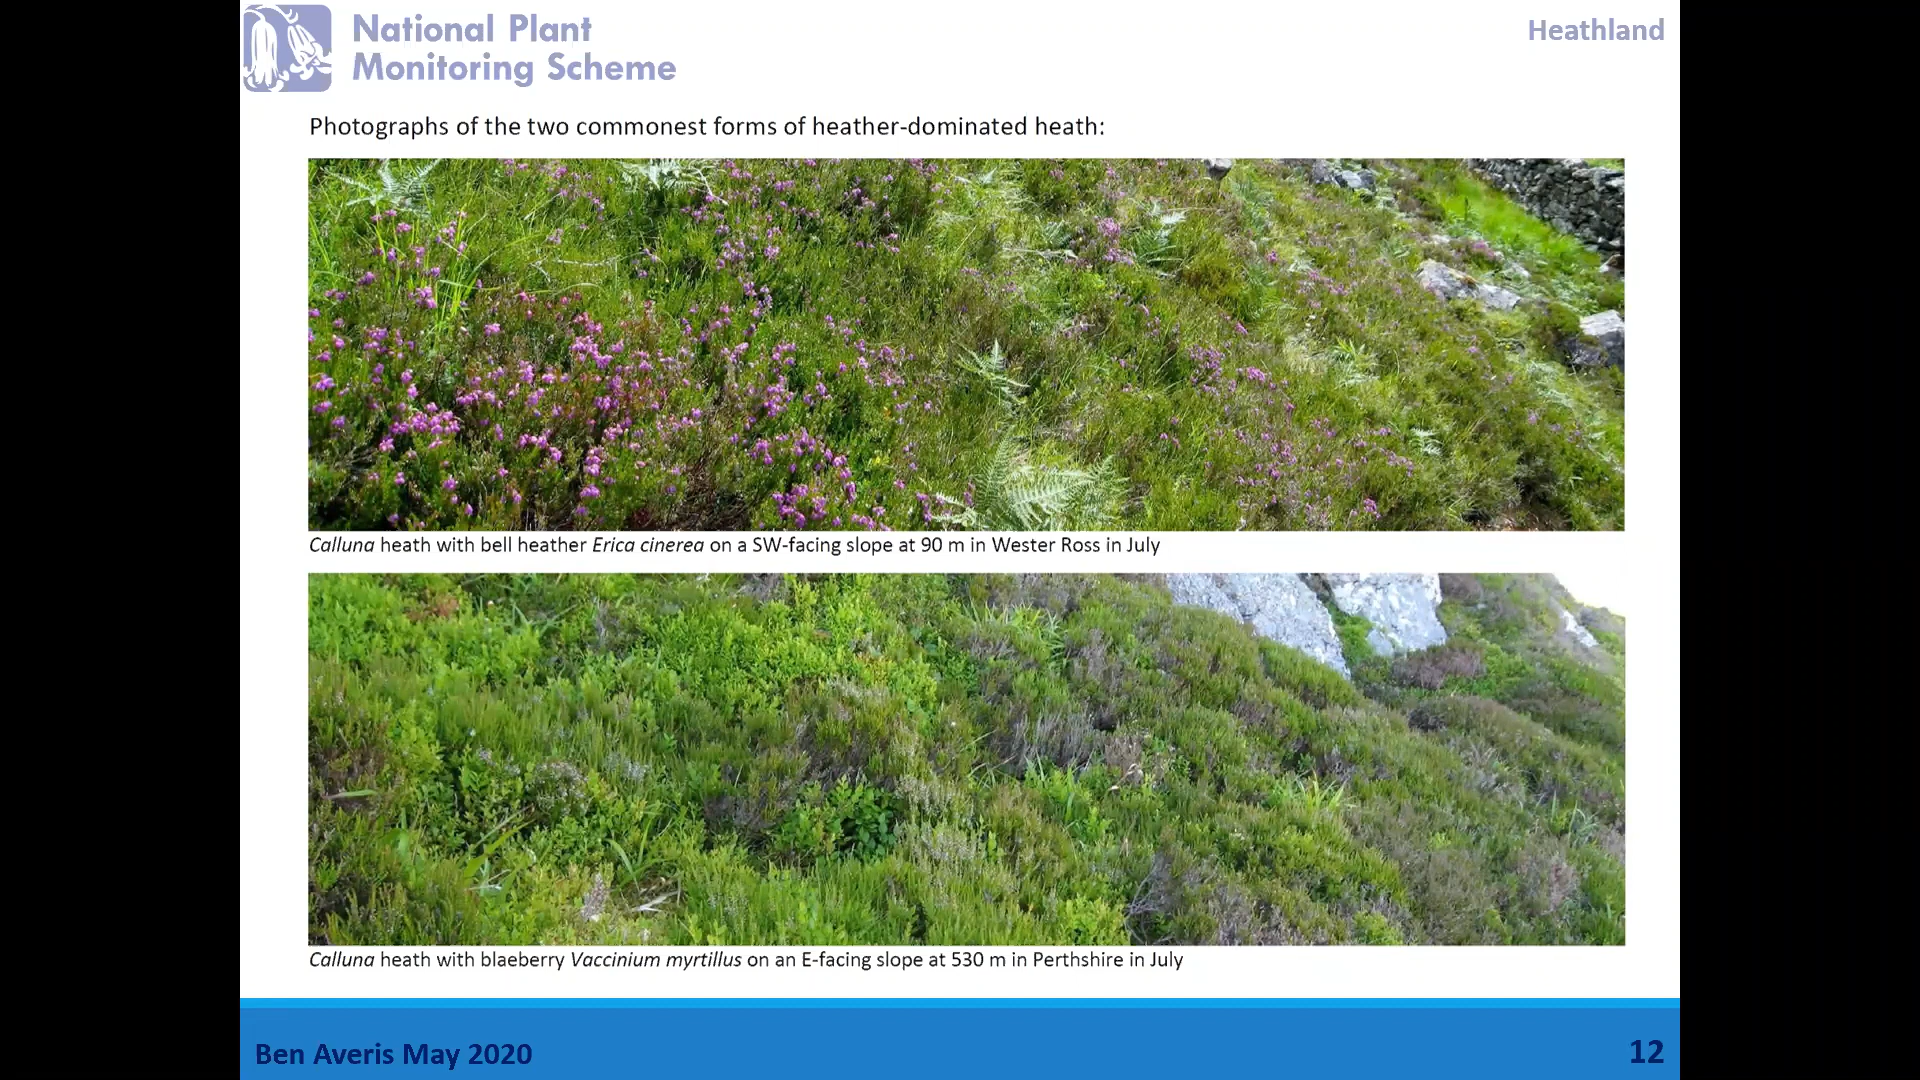 National Plant
Monitoring Scheme
Heathland
Photographs of the two commonest forms of heather-dominated heath:
Calluna heath with bell heather Erica cinerea on a SW-facing slope at 90 m in Wester Ross in July
Calluna heath with blaeberry Vaccinium myrtillus on an E-facing slope at 530 m in Perthshire in July
Ben Averis May 2020
12